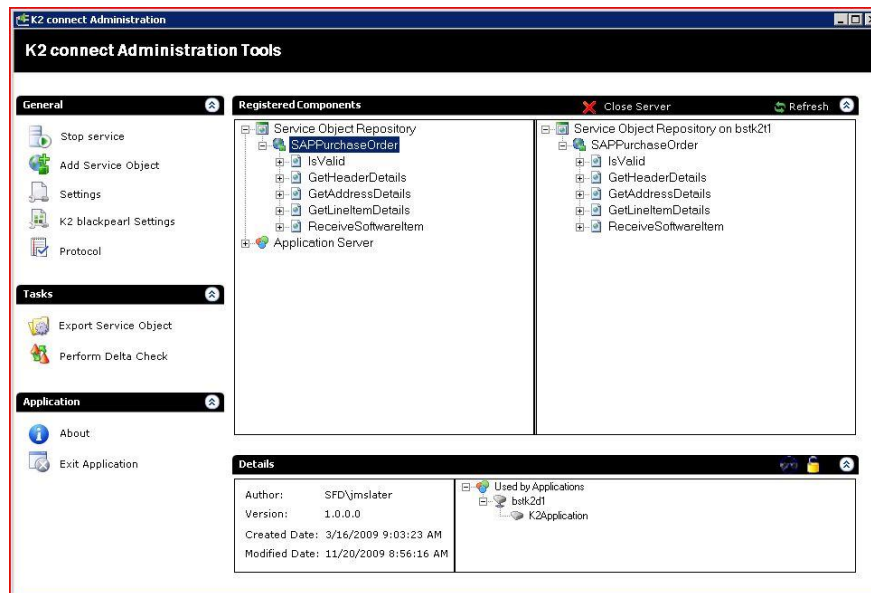 K2 connect Administration
K2 connect Administration Tools
General
Stop service
Add Service Object
Settings
K2 blackpearl Settings
Protocol
Tasks
Export Service Object
Perform Delta Check
Application
About
Exit Application
Registered Components
Close Server
Refresh
Service Object Repository
SAPPurchaseOrder
IsValid
GetHeaderDetails
GetAddressDetails
GetLineItemDetails
ReceiveSoftwareItem
Application Server
Service Object Repository on bstk2t1
SAPPurchaseOrder
IsValid
GetHeaderDetails
GetAddressDetails
GetLineItemDetails
ReceiveSoftwareItem
Details
Author: SFD\jmslater
Version: 1.0.0.0
Created Date: 3/16/2009 9:03:23 AM
Modified Date: 11/20/2009 8:56:16 AM
Used by Applications
bstk2d1
K2Application